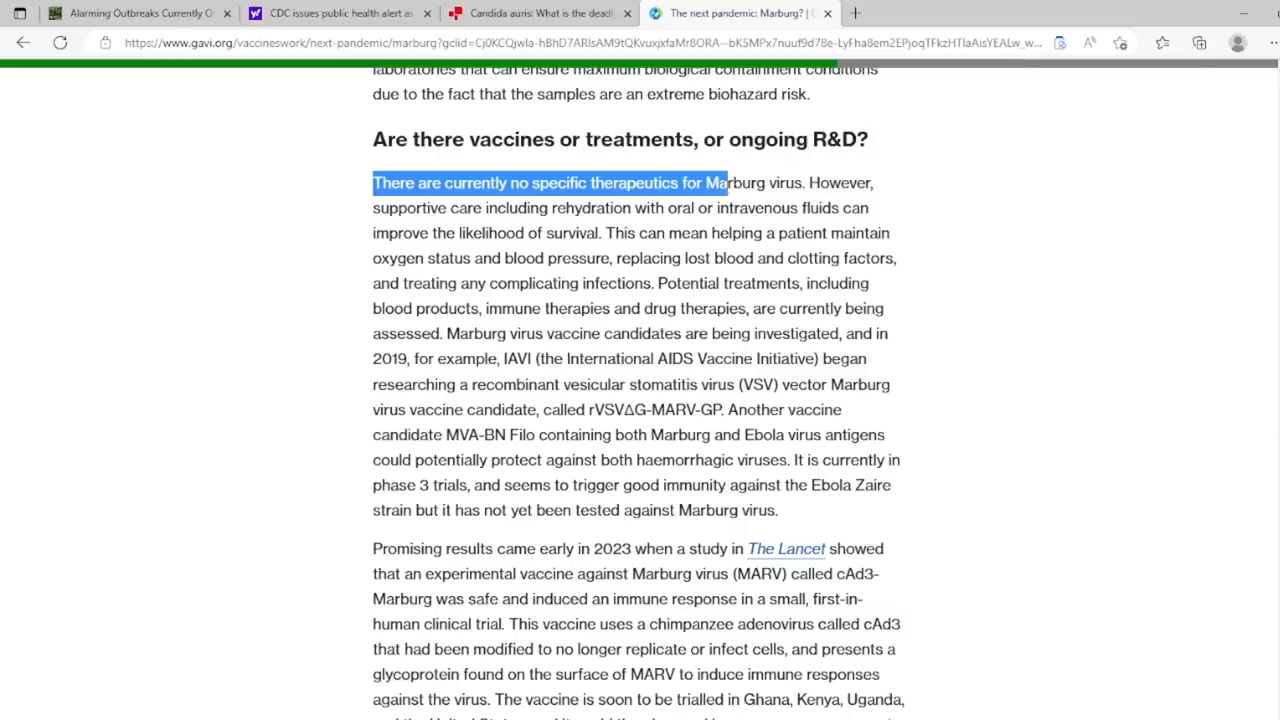 Alarming Outbreaks Currently O
CDC issues public health alert as
Candida auris: What is the deadl
The next pandemic: Marburg? |
laboratories that can ensure maximum biological containment conditions
due to the fact that the samples are an extreme biohazard risk.
Are there vaccines or treatments, or ongoing R&D?
There are currently no specific therapeutics for Marburg virus. However,
supportive care including rehydration with oral or intravenous fluids can
improve the likelihood of survival. This can mean helping a patient maintain
oxygen status and blood pressure, replacing lost blood and clotting factors,
and treating any complicating infections. Potential treatments, including
blood products, immune therapies and drug therapies, are currently being
assessed. Marburg virus vaccine candidates are being investigated, and in
2019, for example, IAVI (the International AIDS Vaccine Initiative) began
researching a recombinant vesicular stomatitis virus (VSV) vector Marburg
virus vaccine candidate, called rVSVΔG-MARV-GP. Another vaccine
candidate MVA-BN Filo containing both Marburg and Ebola virus antigens
could potentially protect against both haemorrhagic viruses. It is currently in
phase 3 trials, and seems to trigger good immunity against the Ebola Zaire
strain but it has not yet been tested against Marburg virus.
Promising results came early in 2023 when a study in The Lancet showed
that an experimental vaccine against Marburg virus (MARV) called cAd3-
Marburg was safe and induced an immune response in a small, first-in-
human clinical trial. This vaccine uses a chimpanzee adenovirus called cAd3
that had been modified to no longer replicate or infect cells, and presents a
glycoprotein found on the surface of MARV to induce immune responses
against the virus. The vaccine is soon to be trialled in Ghana, Kenya, Uganda,